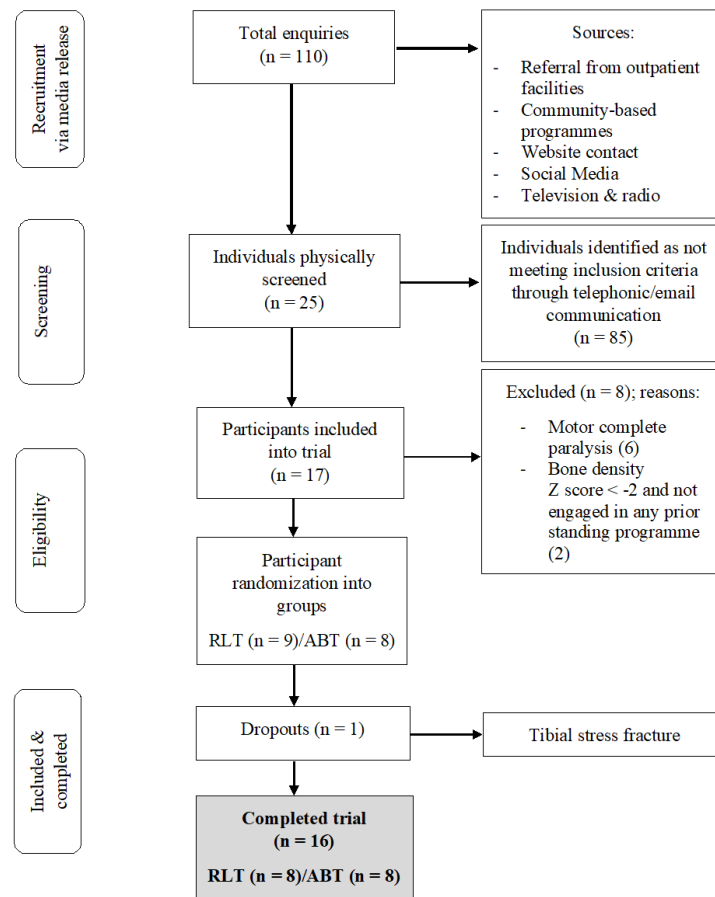 Recruitment
via media release
Total enquiries
(n = 110)
Sources:
- Referral from outpatient
facilities
- Community-based
programmes
- Website contact
- Social Media
- Television & radio
Screening
Individuals physically
screened
(n = 25)
Individuals identified as not
meeting inclusion criteria
through telephonic/email
communication
(n = 85)
Eligibility
Participants included
into trial
(n = 17)
Excluded (n = 8); reasons:
- Motor complete
paralysis (6)
- Bone density
Z score < -2 and not
engaged in any prior
standing programme
(2)
Participant
randomization into
groups
RLT (n = 9)/ABT (n = 8)
Included &
completed
Dropouts (n = 1)
Tibial stress fracture
Completed trial
(n = 16)
RLT (n = 8)/ABT (n = 8)